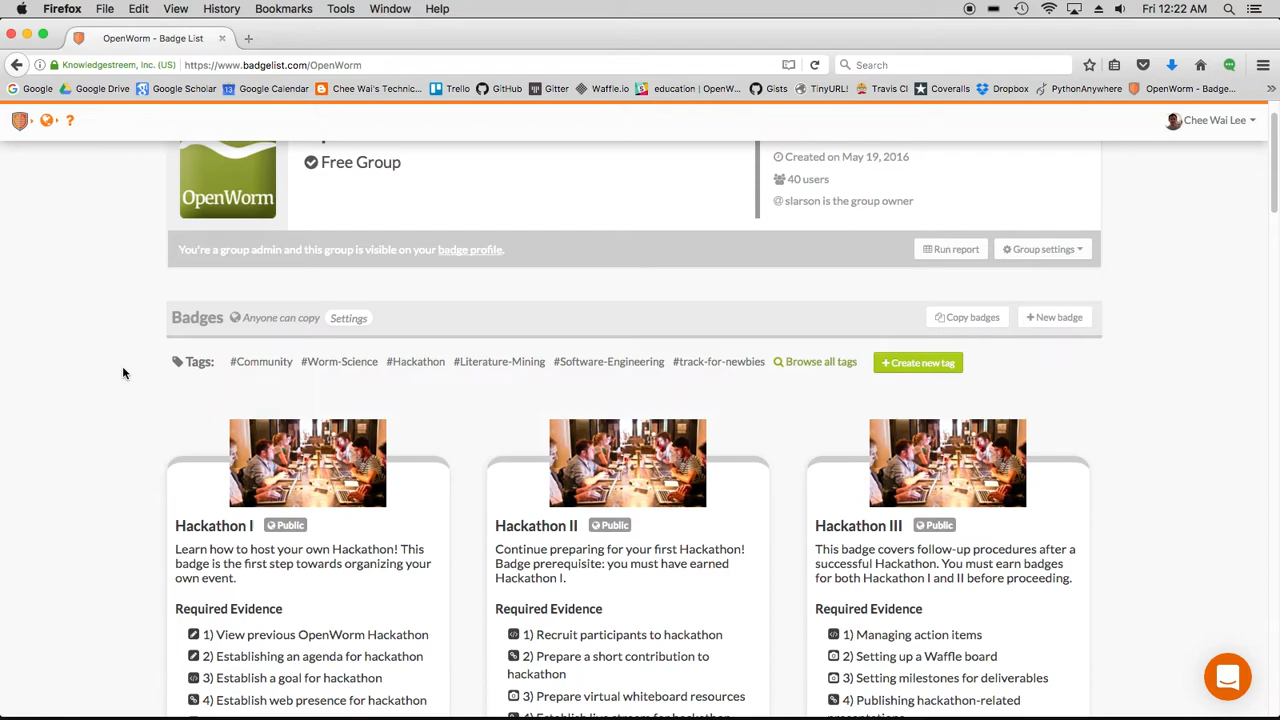 Firefox File Edit View History Bookmarks Tools Window Help Fri 12:22 AM
OpenWorm - Badge List
Knowledgestreem, Inc. (US) https://www.badgelist.com/OpenWorm Search
Google Google Drive Google Scholar Google Calendar Chee Wai's Technic... Trello GitHub Gitter Waffle.io education | OpenW... Gists TinyURL! Travis CI Coveralls Dropbox PythonAnywhere OpenWorm - Badge...
? Chee Wai Lee
Free Group
OpenWorm
Created on May 19, 2016
40 users
@ slarson is the group owner
You're a group admin and this group is visible on your badge profile.
Run report Group settings
Badges Anyone can copy Settings Copy badges + New badge
Tags: #Community #Worm-Science #Hackathon #Literature-Mining #Software-Engineering #track-for-newbies Browse all tags + Create new tag
Hackathon I Public
Learn how to host your own Hackathon! This
badge is the first step towards organizing your
own event.
Required Evidence
1) View previous OpenWorm Hackathon
2) Establishing an agenda for hackathon
3) Establish a goal for hackathon
4) Establish web presence for hackathon
Hackathon II Public
Continue preparing for your first Hackathon!
Badge prerequisite: you must have earned
Hackathon I.
Required Evidence
1) Recruit participants to hackathon
2) Prepare a short contribution to
hackathon
3) Prepare virtual whiteboard resources
4) Establish live stream for hackathon
Hackathon III Public
This badge covers follow-up procedures after a
successful Hackathon. You must earn badges
for both Hackathon I and II before proceeding.
Required Evidence
1) Managing action items
2) Setting up a Waffle board
3) Setting milestones for deliverables
4) Publishing hackathon-related
presentations